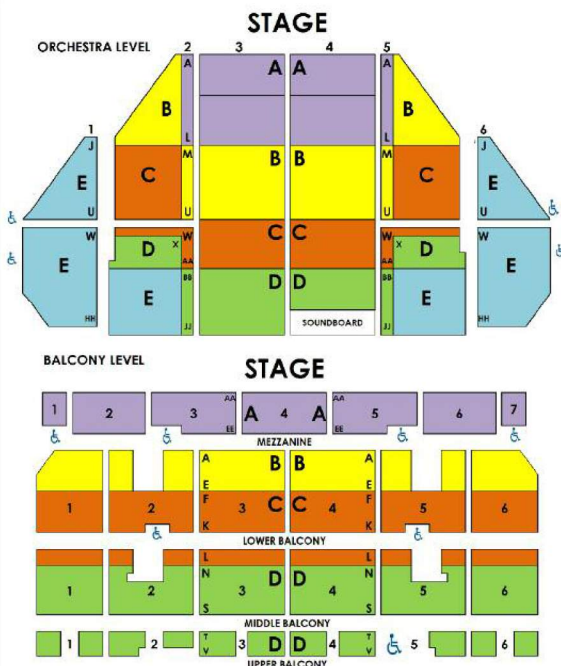 STAGE
ORCHESTRA LEVEL
2 3 4 5
A A A A
B B
1 L L 6
J M B B M J
E C C E
U U U U
W W C C W W
D X X D
E AA AA E
BB D D BB
E E
HH JJ SOUNDBOARD JJ HH
BALCONY LEVEL
STAGE
AA AA
1 2 3 A 4 A 5 6 7
EE EE
MEZZANINE
A B B A
E E
F C C F
1 2 3 4 5 6
K K
LOWER BALCONY
L L
N D D N
1 2 3 4 5 6
S S
MIDDLE BALCONY
T T
1 2 3 D D 4 5 6
V V
UPPER BALCONY